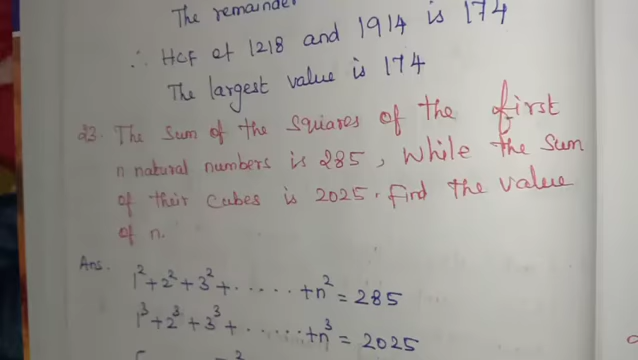 The remainder
∴ HCF of 1218 and 1914 is 174
The largest value is 174
23. The sum of the squares of the first
n natural numbers is 285, while the sum
of their cubes is 2025. find the value
of n.
Ans.
1²+2²+3²+.....+n² = 285
1³+2³+3³+......+n³ = 2025